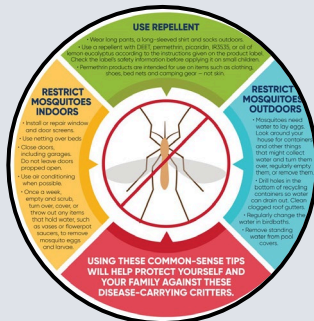 USE REPELLENT
• Wear long pants, a long-sleeved shirt and socks outdoors.
• Use a repellent with DEET, permethrin, picaridin, IR3535, or oil of
lemon eucalyptus according to the instructions given on the product label.
Check the label's safety information before applying it on small children.
• Permethrin products are intended for use on items such as clothing,
shoes, bed nets and camping gear — not skin.
RESTRICT
MOSQUITOES
INDOORS
• Install or repair window
and door screens.
• Use netting over beds.
• Close doors,
including garages.
Do not leave doors
propped open.
• Use air conditioning
when possible.
• Once a week,
empty and scrub,
turn over, cover, or
throw out any items
that hold water, such
as vases or flowerpot
saucers, to remove
mosquito eggs
and larvae.
RESTRICT
MOSQUITOES
OUTDOORS
• Mosquitoes need
water to lay eggs.
Look around your
house for containers
and other things
that might collect
water and turn them
over, regularly empty
them, or remove them.
• Drill holes in the
bottom of recycling
containers so water
can drain out. Clean
clogged roof gutters.
• Regularly change the
water in birdbaths.
• Remove standing
water from pool
covers.
USING THESE COMMON-SENSE TIPS
WILL HELP PROTECT YOURSELF AND
YOUR FAMILY AGAINST THESE
DISEASE-CARRYING CRITTERS.